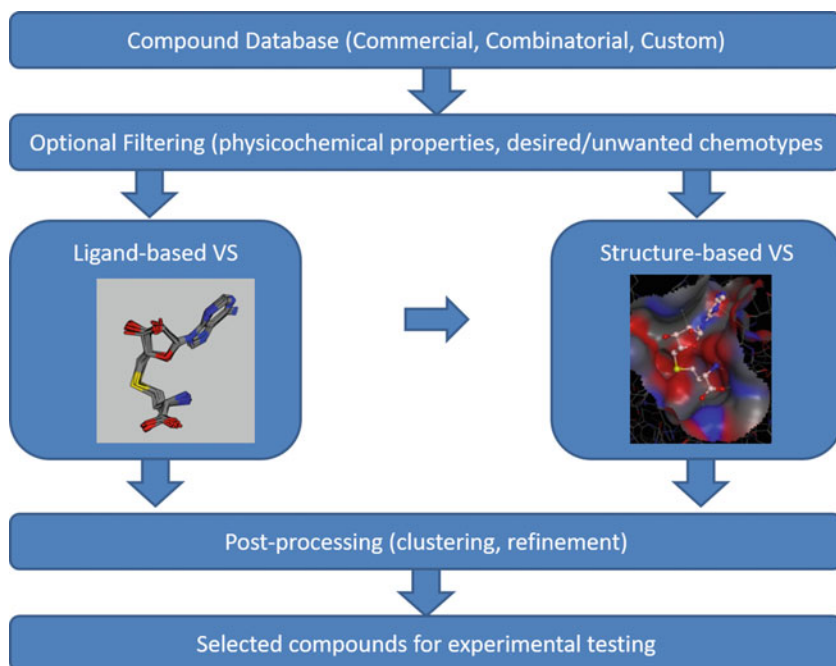 Compound Database (Commercial, Combinatorial, Custom)
Optional Filtering (physicochemical properties, desired/unwanted chemotypes
Ligand-based VS
Structure-based VS
Post-processing (clustering, refinement)
Selected compounds for experimental testing